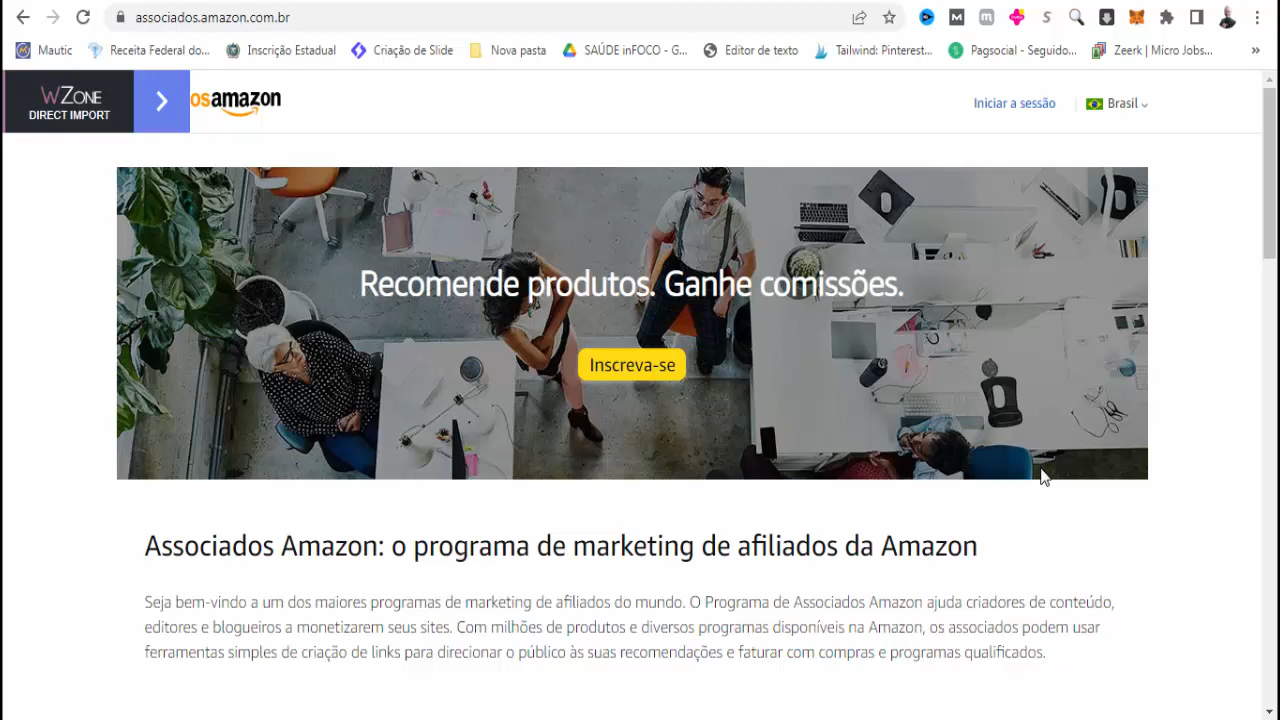 associados.amazon.com.br
Mautic
Receita Federal do...
Inscrição Estadual
Criação de Slide
Nova pasta
SAÚDE inFOCO - G...
Editor de texto
Tailwind: Pinterest...
Pagsocial - Seguido...
Zeerk | Micro Jobs...
»
WZONE
DIRECT IMPORT
osamazon
Iniciar a sessão
Brasil
Recomende produtos. Ganhe comissões.
Inscreva-se
Associados Amazon: o programa de marketing de afiliados da Amazon
Seja bem-vindo a um dos maiores programas de marketing de afiliados do mundo. O Programa de Associados Amazon ajuda criadores de conteúdo,
editores e blogueiros a monetizarem seus sites. Com milhões de produtos e diversos programas disponíveis na Amazon, os associados podem usar
ferramentas simples de criação de links para direcionar o público às suas recomendações e faturar com compras e programas qualificados.